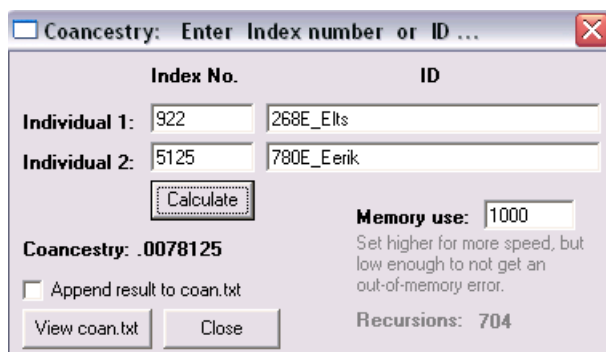 Coancestry: Enter Index number or ID ...
Index No. ID
Individual 1: 922 268E_Elts
Individual 2: 5125 780E_Eerik
Calculate
Memory use: 1000
Set higher for more speed, but
low enough to not get an
out-of-memory error.
Coancestry: .0078125
Append result to coan.txt
View coan.txt Close
Recursions: 704